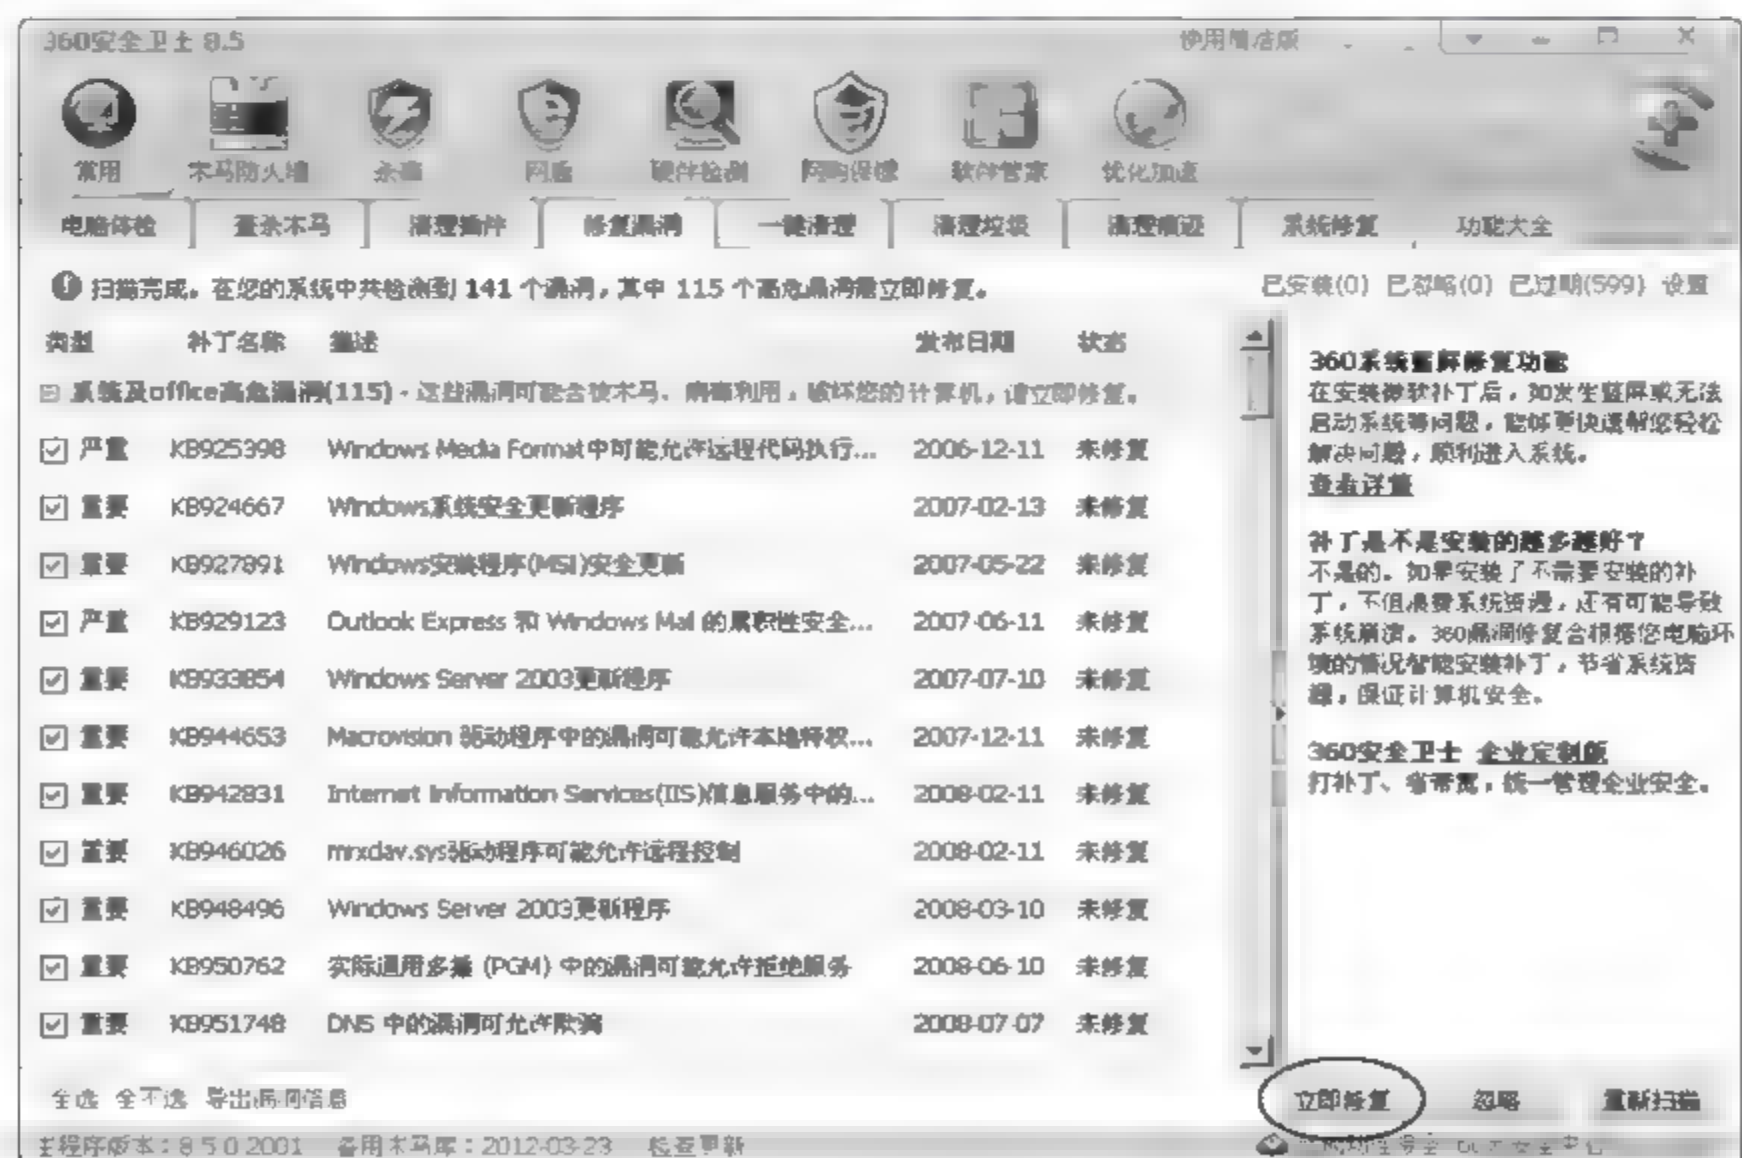 360安全卫士 8.5
使用简洁版
常用 木马防火墙 杀毒 网盾 硬件检测 网购保镖 软件管家 优化加速
电脑体检 查杀木马 清理插件 修复漏洞 一键清理 清理垃圾 清理痕迹 系统修复 功能大全
扫描完成。在您的系统中共检测到 141 个漏洞，其中 115 个高危漏洞需立即修复。
已安装(0) 已忽略(0) 已过期(599) 设置
类型 补丁名称 描述 发布日期 状态
系统及office高危漏洞(115) - 这些漏洞可能会被木马、病毒利用，破坏您的计算机，请立即修复。
严重 KB925398 Windows Media Format中可能允许远程代码执行... 2006-12-11 未修复
重要 KB924667 Windows系统安全更新程序 2007-02-13 未修复
重要 KB927891 Windows安装程序(MSI)安全更新 2007-05-22 未修复
严重 KB929123 Outlook Express 和 Windows Mail 的累积性安全... 2007-06-11 未修复
重要 KB933854 Windows Server 2003更新程序 2007-07-10 未修复
重要 KB944653 Macrovision 驱动程序中的漏洞可能允许本地特权... 2007-12-11 未修复
重要 KB942831 Internet Information Services(IIS)信息服务中的... 2008-02-11 未修复
重要 KB946026 mrxdav.sys驱动程序可能允许远程控制 2008-02-11 未修复
重要 KB948496 Windows Server 2003更新程序 2008-03-10 未修复
重要 KB950762 实际通用多播 (PGM) 中的漏洞可能允许拒绝服务 2008-06-10 未修复
重要 KB951748 DNS 中的漏洞可允许欺骗 2008-07-07 未修复
360系统蓝屏修复功能
在安装微软补丁后，如发生蓝屏或无法
启动系统等问题，能够更快速帮您轻松
解决问题，顺利进入系统。
查看详情
补丁是不是安装的越多越好？
不是的。如果安装了不需要安装的补
丁，不但浪费系统资源，还有可能导致
系统崩溃。360漏洞修复会根据您电脑环
境的情况智能安装补丁，节省系统资
源，保证计算机安全。
360安全卫士 企业定制版
打补丁、省带宽，统一管理企业安全。
全选 全不选 导出漏洞信息
立即修复 忽略 重新扫描
主程序版本：8.5.0.2001 备用木马库：2012-03-23 检查更新